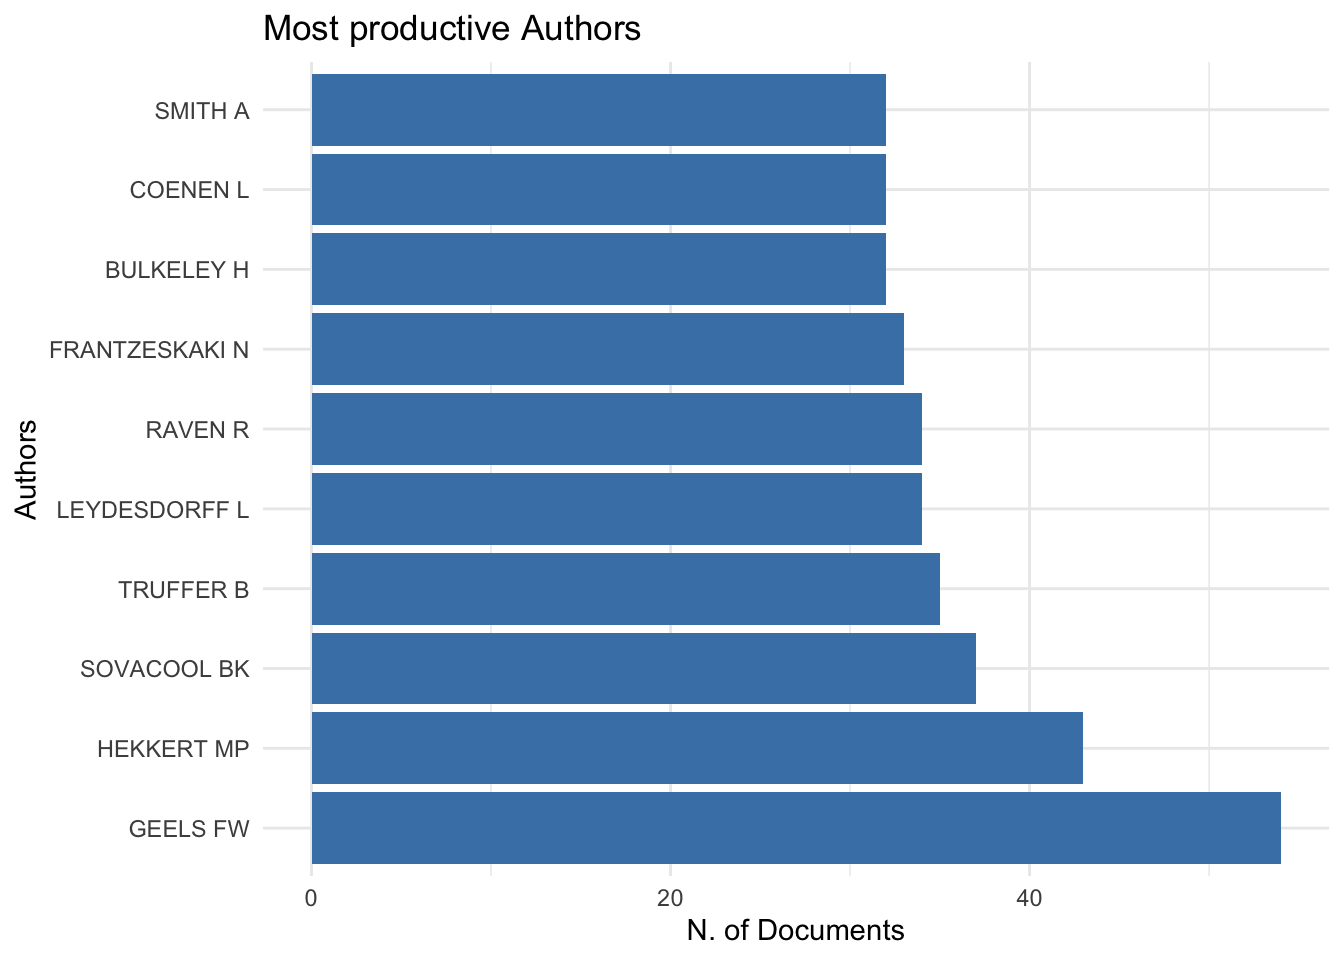 Most productive Authors
SMITH A
COENEN L
BULKELEY H
FRANTZESKAKI N
RAVEN R
LEYDESDORFF L
TRUFFER B
SOVACOOL BK
HEKKERT MP
GEELS FW
Authors
0 20 40
N. of Documents